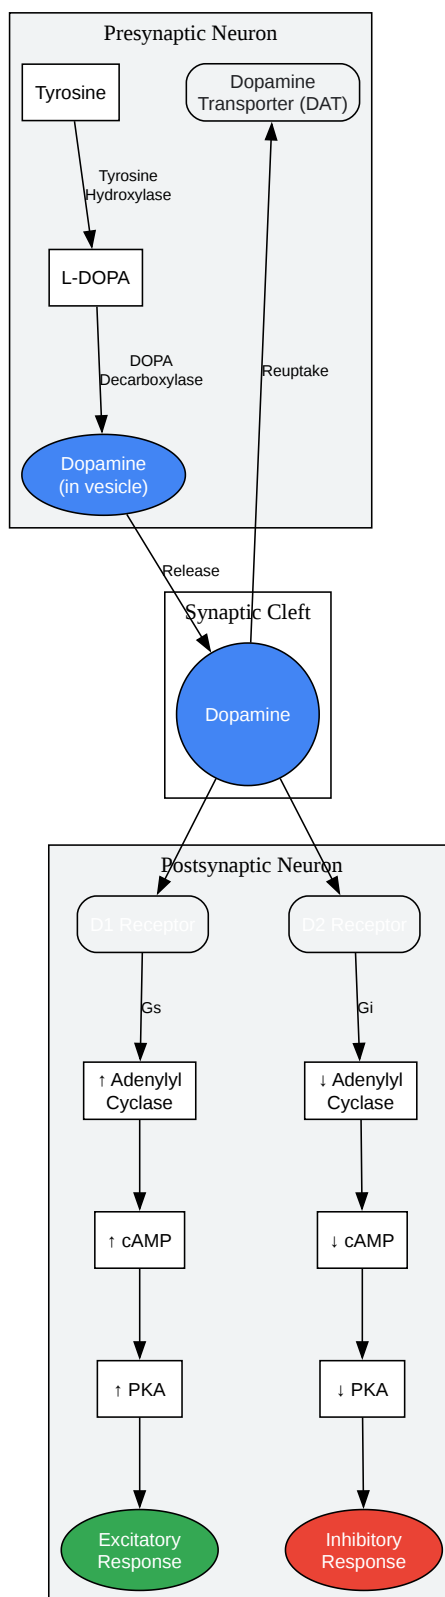 Presynaptic Neuron
Tyrosine
Dopamine
Transporter (DAT)
Tyrosine
Hydroxylase
L-DOPA
DOPA
Decarboxylase
Reuptake
Dopamine
(in vesicle)
Release
Synaptic Cleft
Dopamine
Postsynaptic Neuron
D1 Receptor
D2 Receptor
Gs
Gi
↑ Adenylyl
Cyclase
↓ Adenylyl
Cyclase
↑ cAMP
↓ cAMP
↑ PKA
↓ PKA
Excitatory
Response
Inhibitory
Response